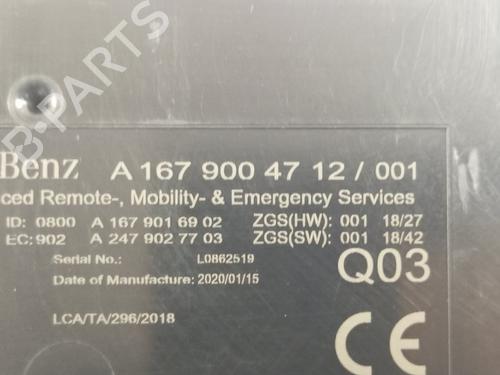 B-PARTS
Benz A 167 900 47 12 / 001
ced Remote-, Mobility- & Emergency Services
ID: 0800 A 167 901 69 02 ZGS(HW): 001 18/27
EC: 902 A 247 902 77 03 ZGS(SW): 001 18/42
Serial No.: L0862519
Date of Manufacture: 2020/01/15 Q03
LCA/TA/296/2018
CE